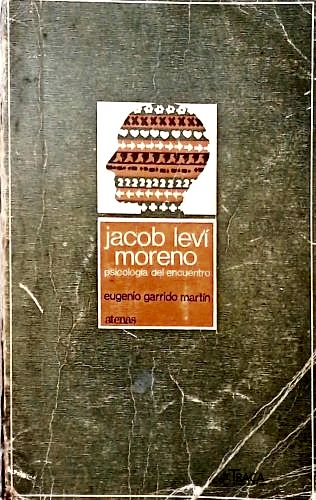 jacob leví
moreno
psicología del encuentro
eugenio garrido martín
atenas